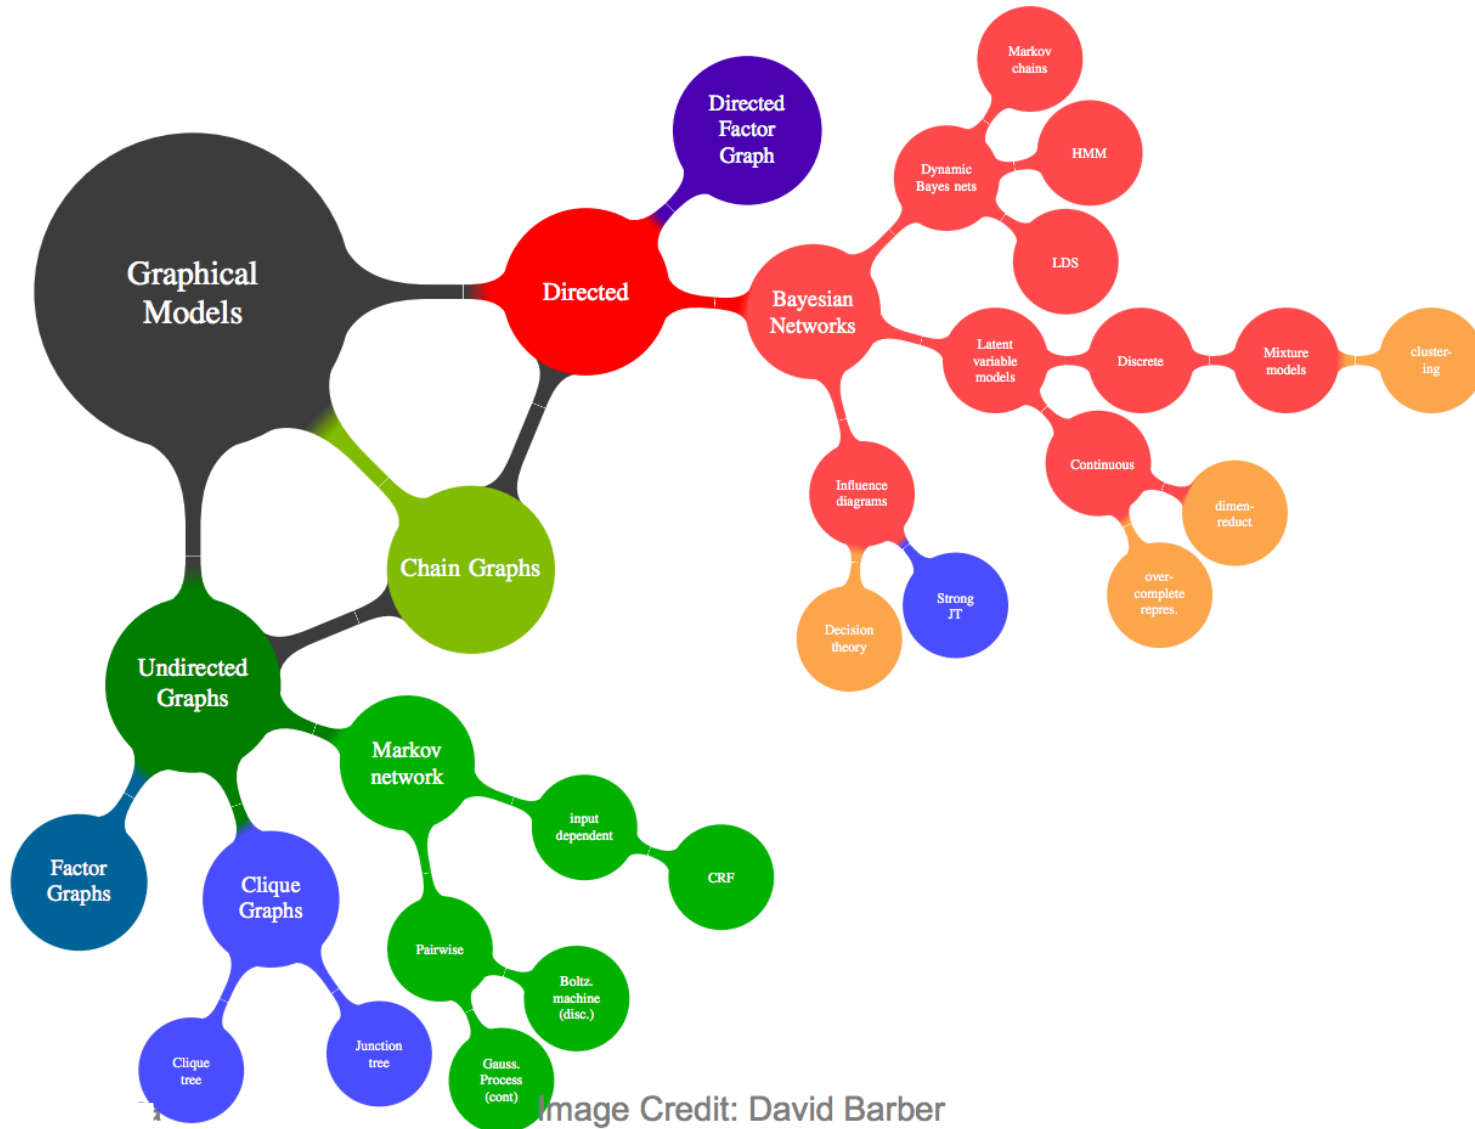 Graphical
Models
Directed
Directed
Factor
Graph
Bayesian
Networks
Dynamic
Bayes nets
Markov
chains
HMM
LDS
Latent
variable
models
Discrete
Mixture
models
cluster-
ing
Continuous
dimen-
reduct
over-
complete
repres.
Influence
diagrams
Strong
JT
Decision
theory
Chain Graphs
Undirected
Graphs
Markov
network
input
dependent
CRF
Pairwise
Boltz.
machine
(disc.)
Gauss.
Process
(cont)
Factor
Graphs
Clique
Graphs
Clique
tree
Junction
tree
Image Credit: David Barber